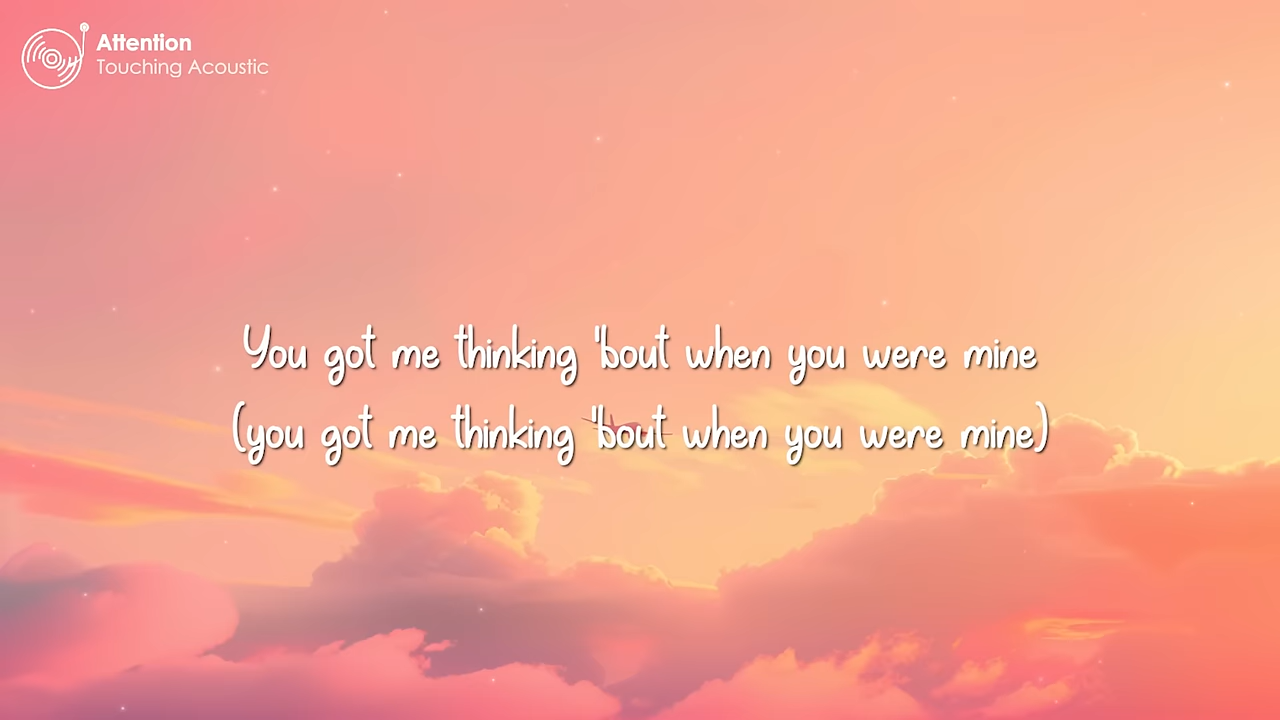 Attention
Touching Acoustic
You got me thinking 'bout when you were mine
(you got me thinking 'bout when you were mine)